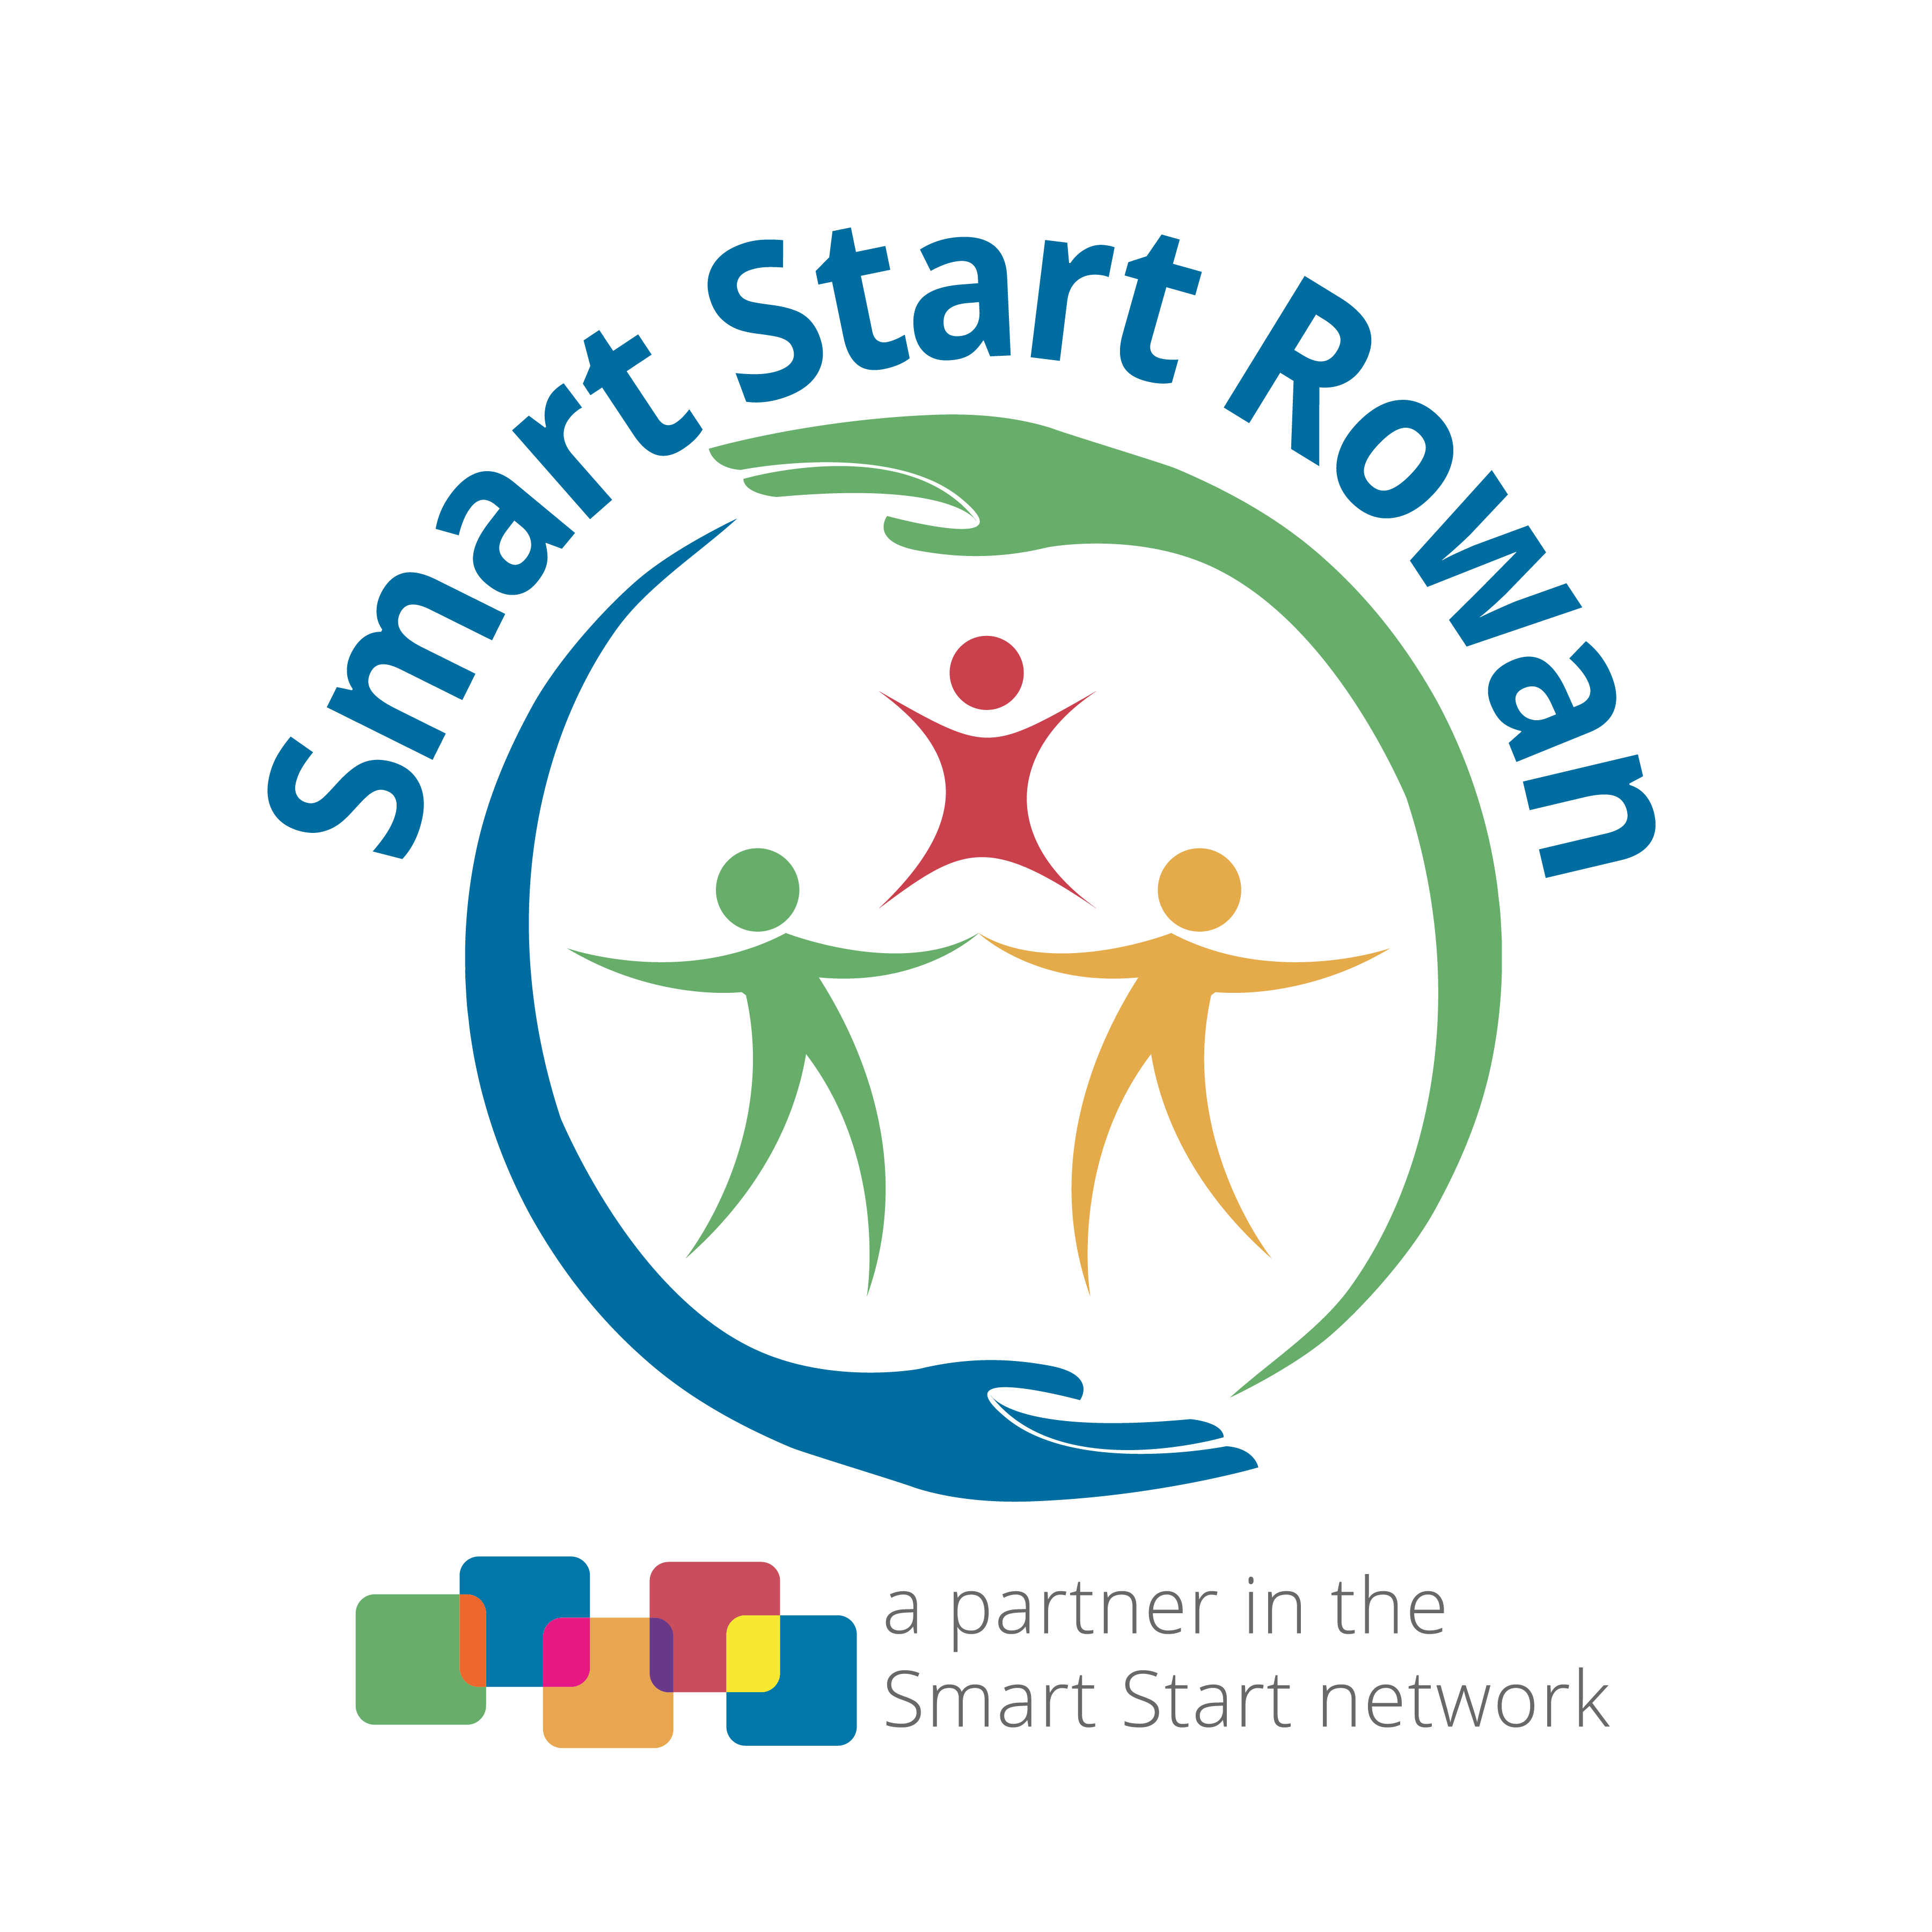 Smart Start Rowan
a partner in the
Smart Start network